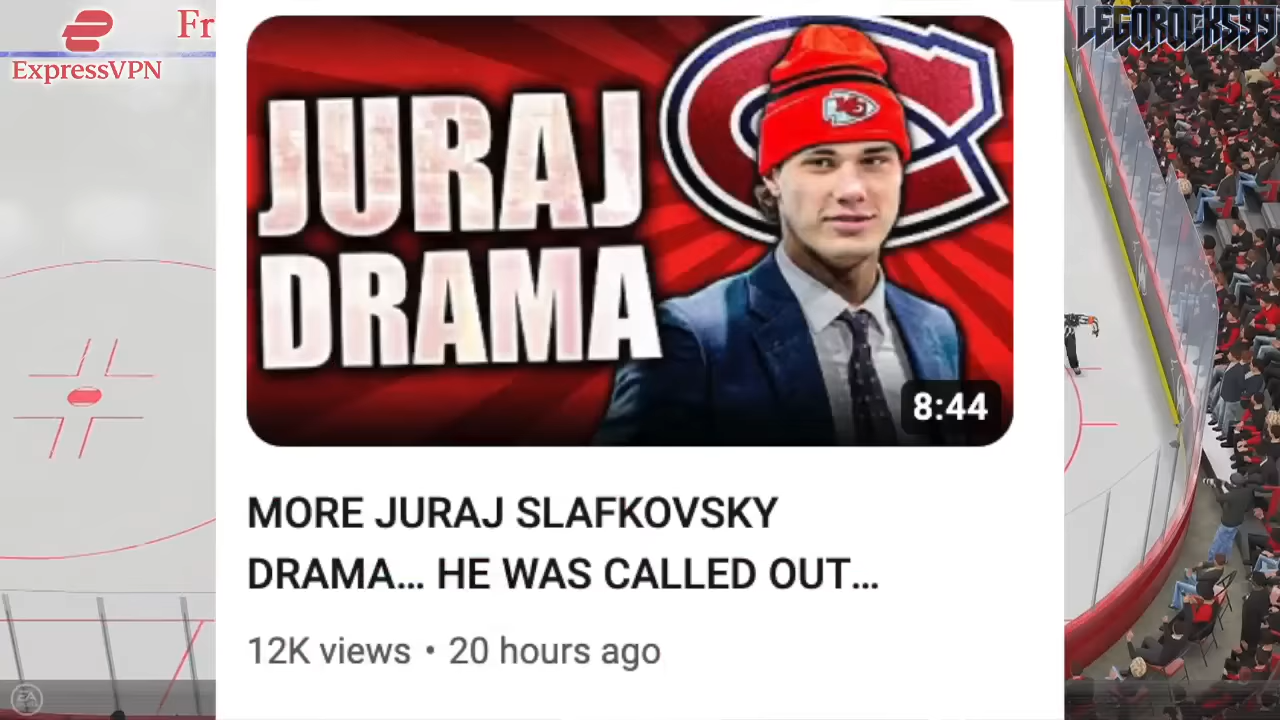 Fr
ExpressVPN
LEGOROCKS99
JURAJ
DRAMA
8:44
MORE JURAJ SLAFKOVSKY
DRAMA... HE WAS CALLED OUT...
12K views • 20 hours ago
EA